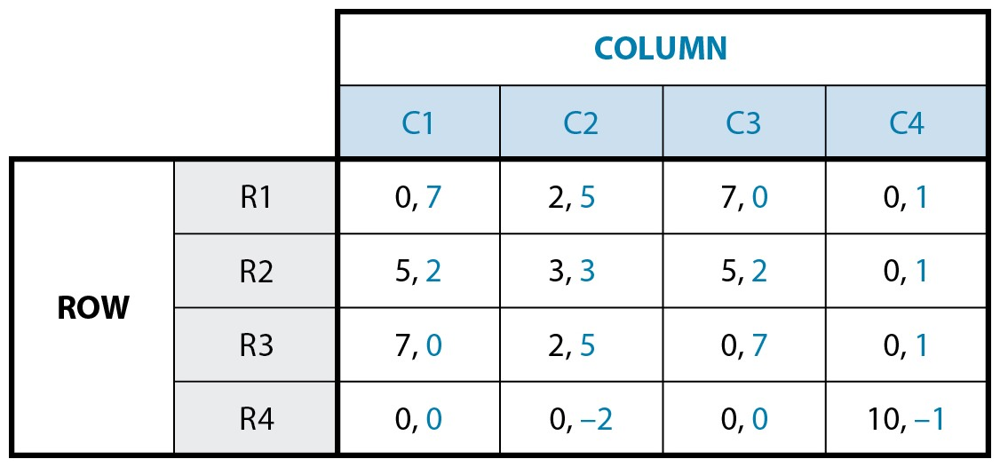 COLUMN
C1 C2 C3 C4
R1 0, 7 2, 5 7, 0 0, 1
R2 5, 2 3, 3 5, 2 0, 1
ROW
R3 7, 0 2, 5 0, 7 0, 1
R4 0, 0 0, –2 0, 0 10, –1